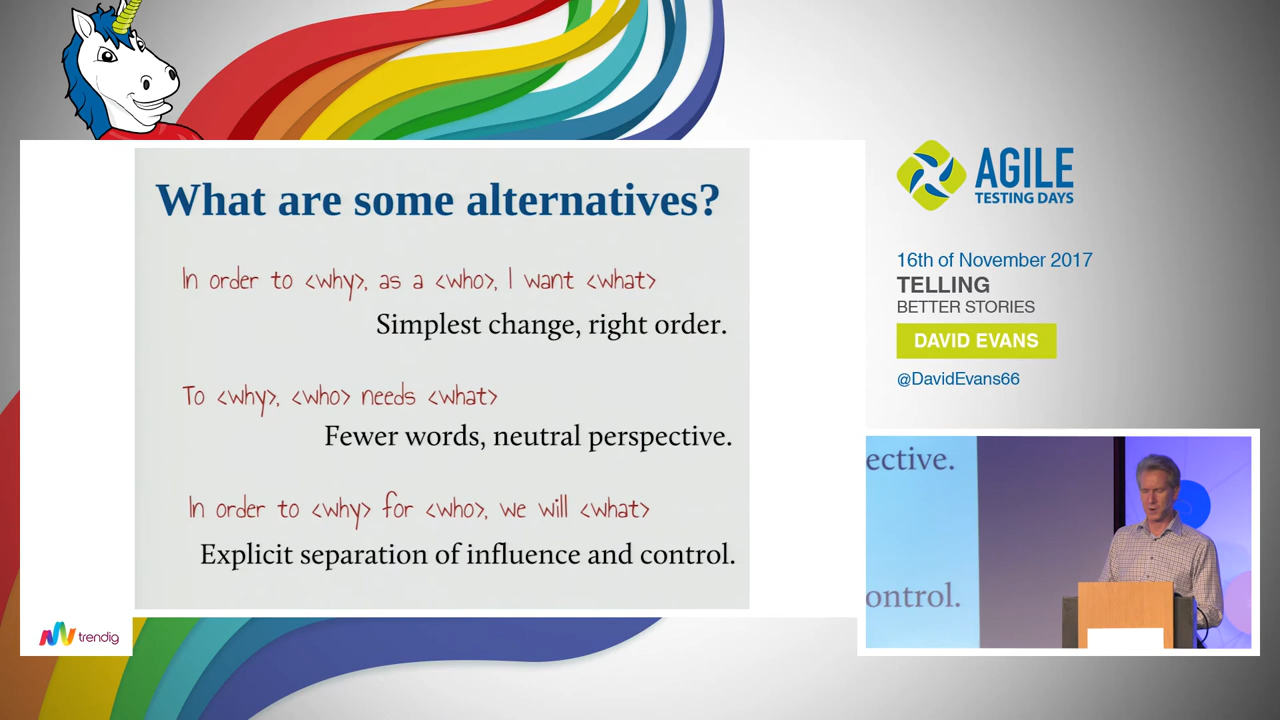 What are some alternatives?
In order to <why>, as a <who>, I want <what>
Simplest change, right order.
To <why>, <who> needs <what>
Fewer words, neutral perspective.
In order to <why> for <who>, we will <what>
Explicit separation of influence and control.
trendig
AGILE
TESTING DAYS
16th of November 2017
TELLING
BETTER STORIES
DAVID EVANS
@DavidEvans66
ective.
ontrol.